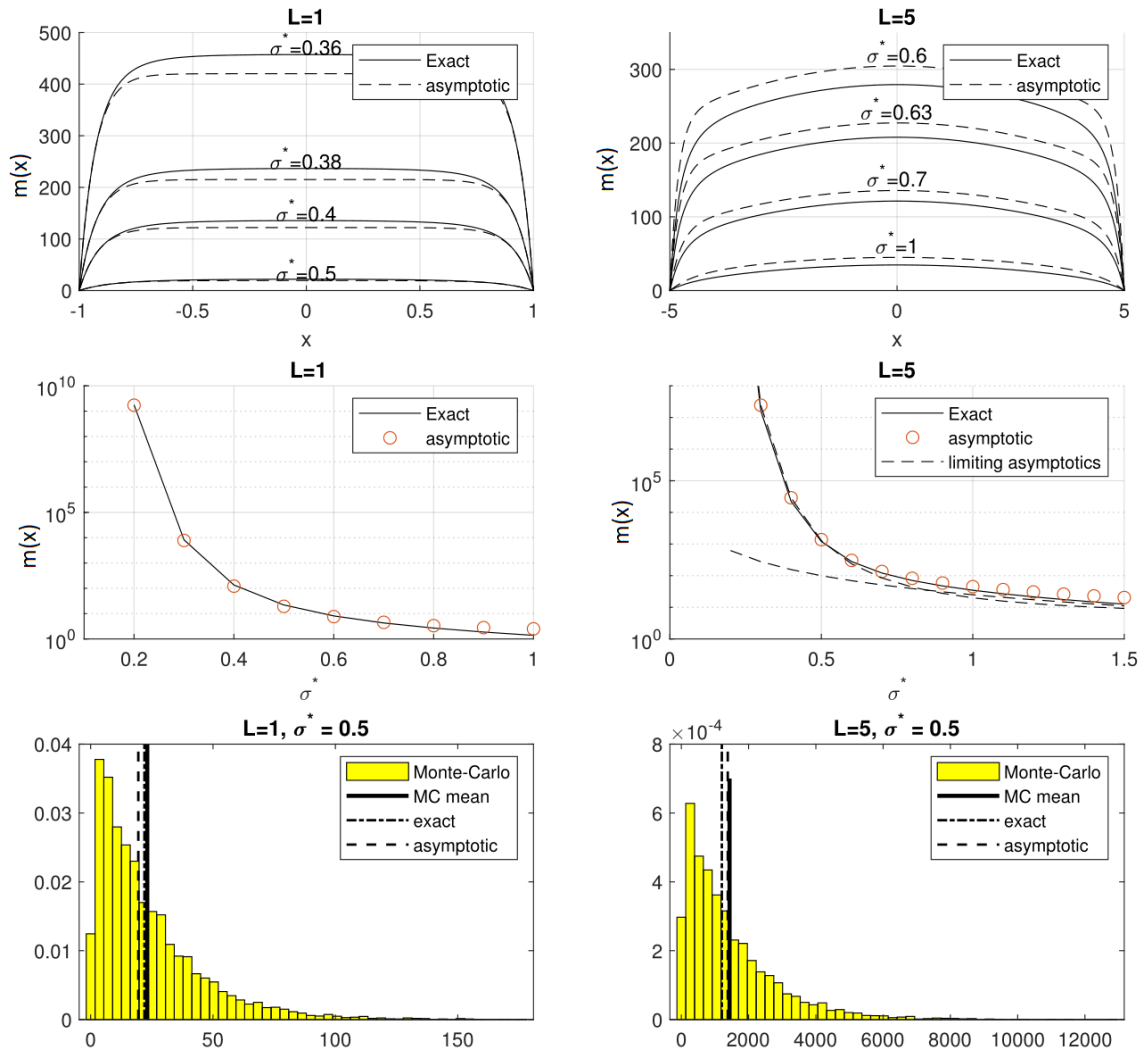 L=1
500
400
300
200
100
0
m(x)
σ*=0.36
σ*=0.38
σ*=0.4
σ*=0.5
Exact
asymptotic
-1
-0.5
0
0.5
1
x
L=5
300
200
100
0
m(x)
σ*=0.6
σ*=0.63
σ*=0.7
σ*=1
Exact
asymptotic
-5
0
5
x
L=1
10^10
10^5
10^0
m(x)
Exact
asymptotic
0.2
0.4
0.6
0.8
1
σ*
L=5
10^5
10^0
m(x)
Exact
asymptotic
limiting asymptotics
0
0.5
1
1.5
σ*
L=1, σ* = 0.5
0.04
0.03
0.02
0.01
0
Monte-Carlo
MC mean
exact
asymptotic
0
50
100
150
L=5, σ* = 0.5
×10^-4
8
6
4
2
0
Monte-Carlo
MC mean
exact
asymptotic
0
2000
4000
6000
8000
10000
12000